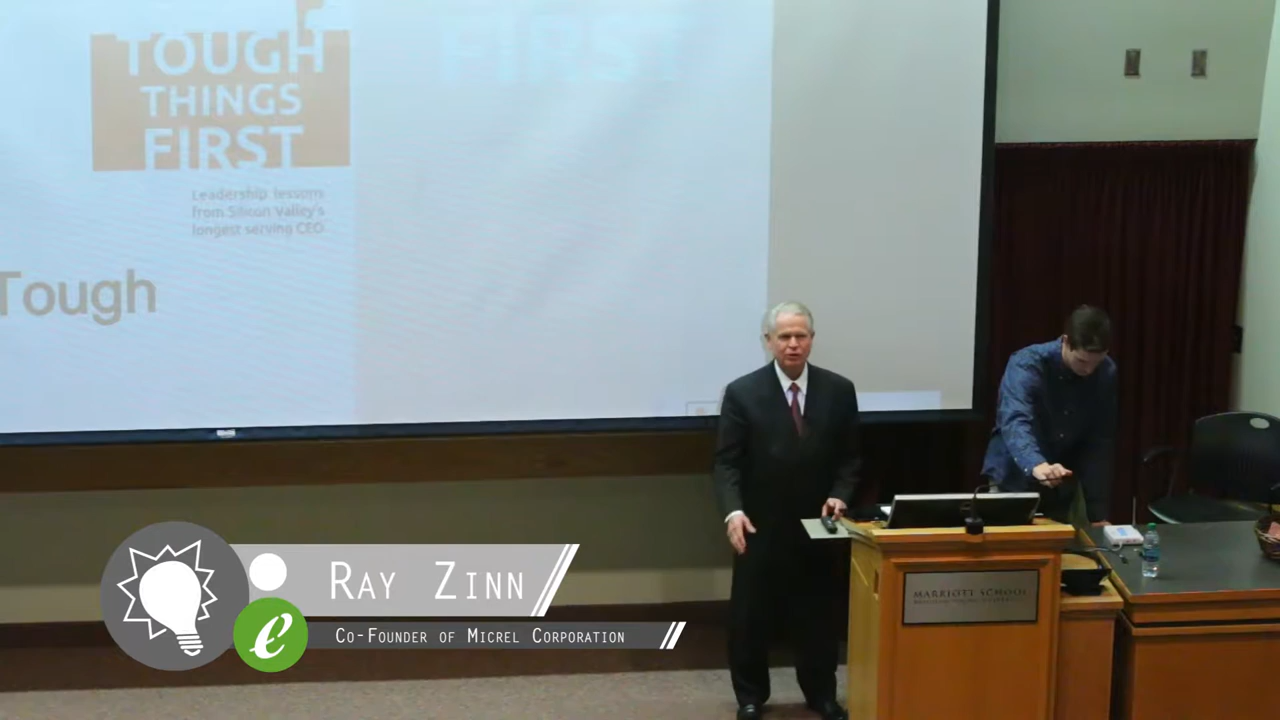 TOUGH
THINGS
FIRST
FIRST
Leadership lessons
from Silicon Valley's
longest serving CEO
Tough
RAY ZINN
CO-FOUNDER OF MICREL CORPORATION
e
MARRIOTT SCHOOL